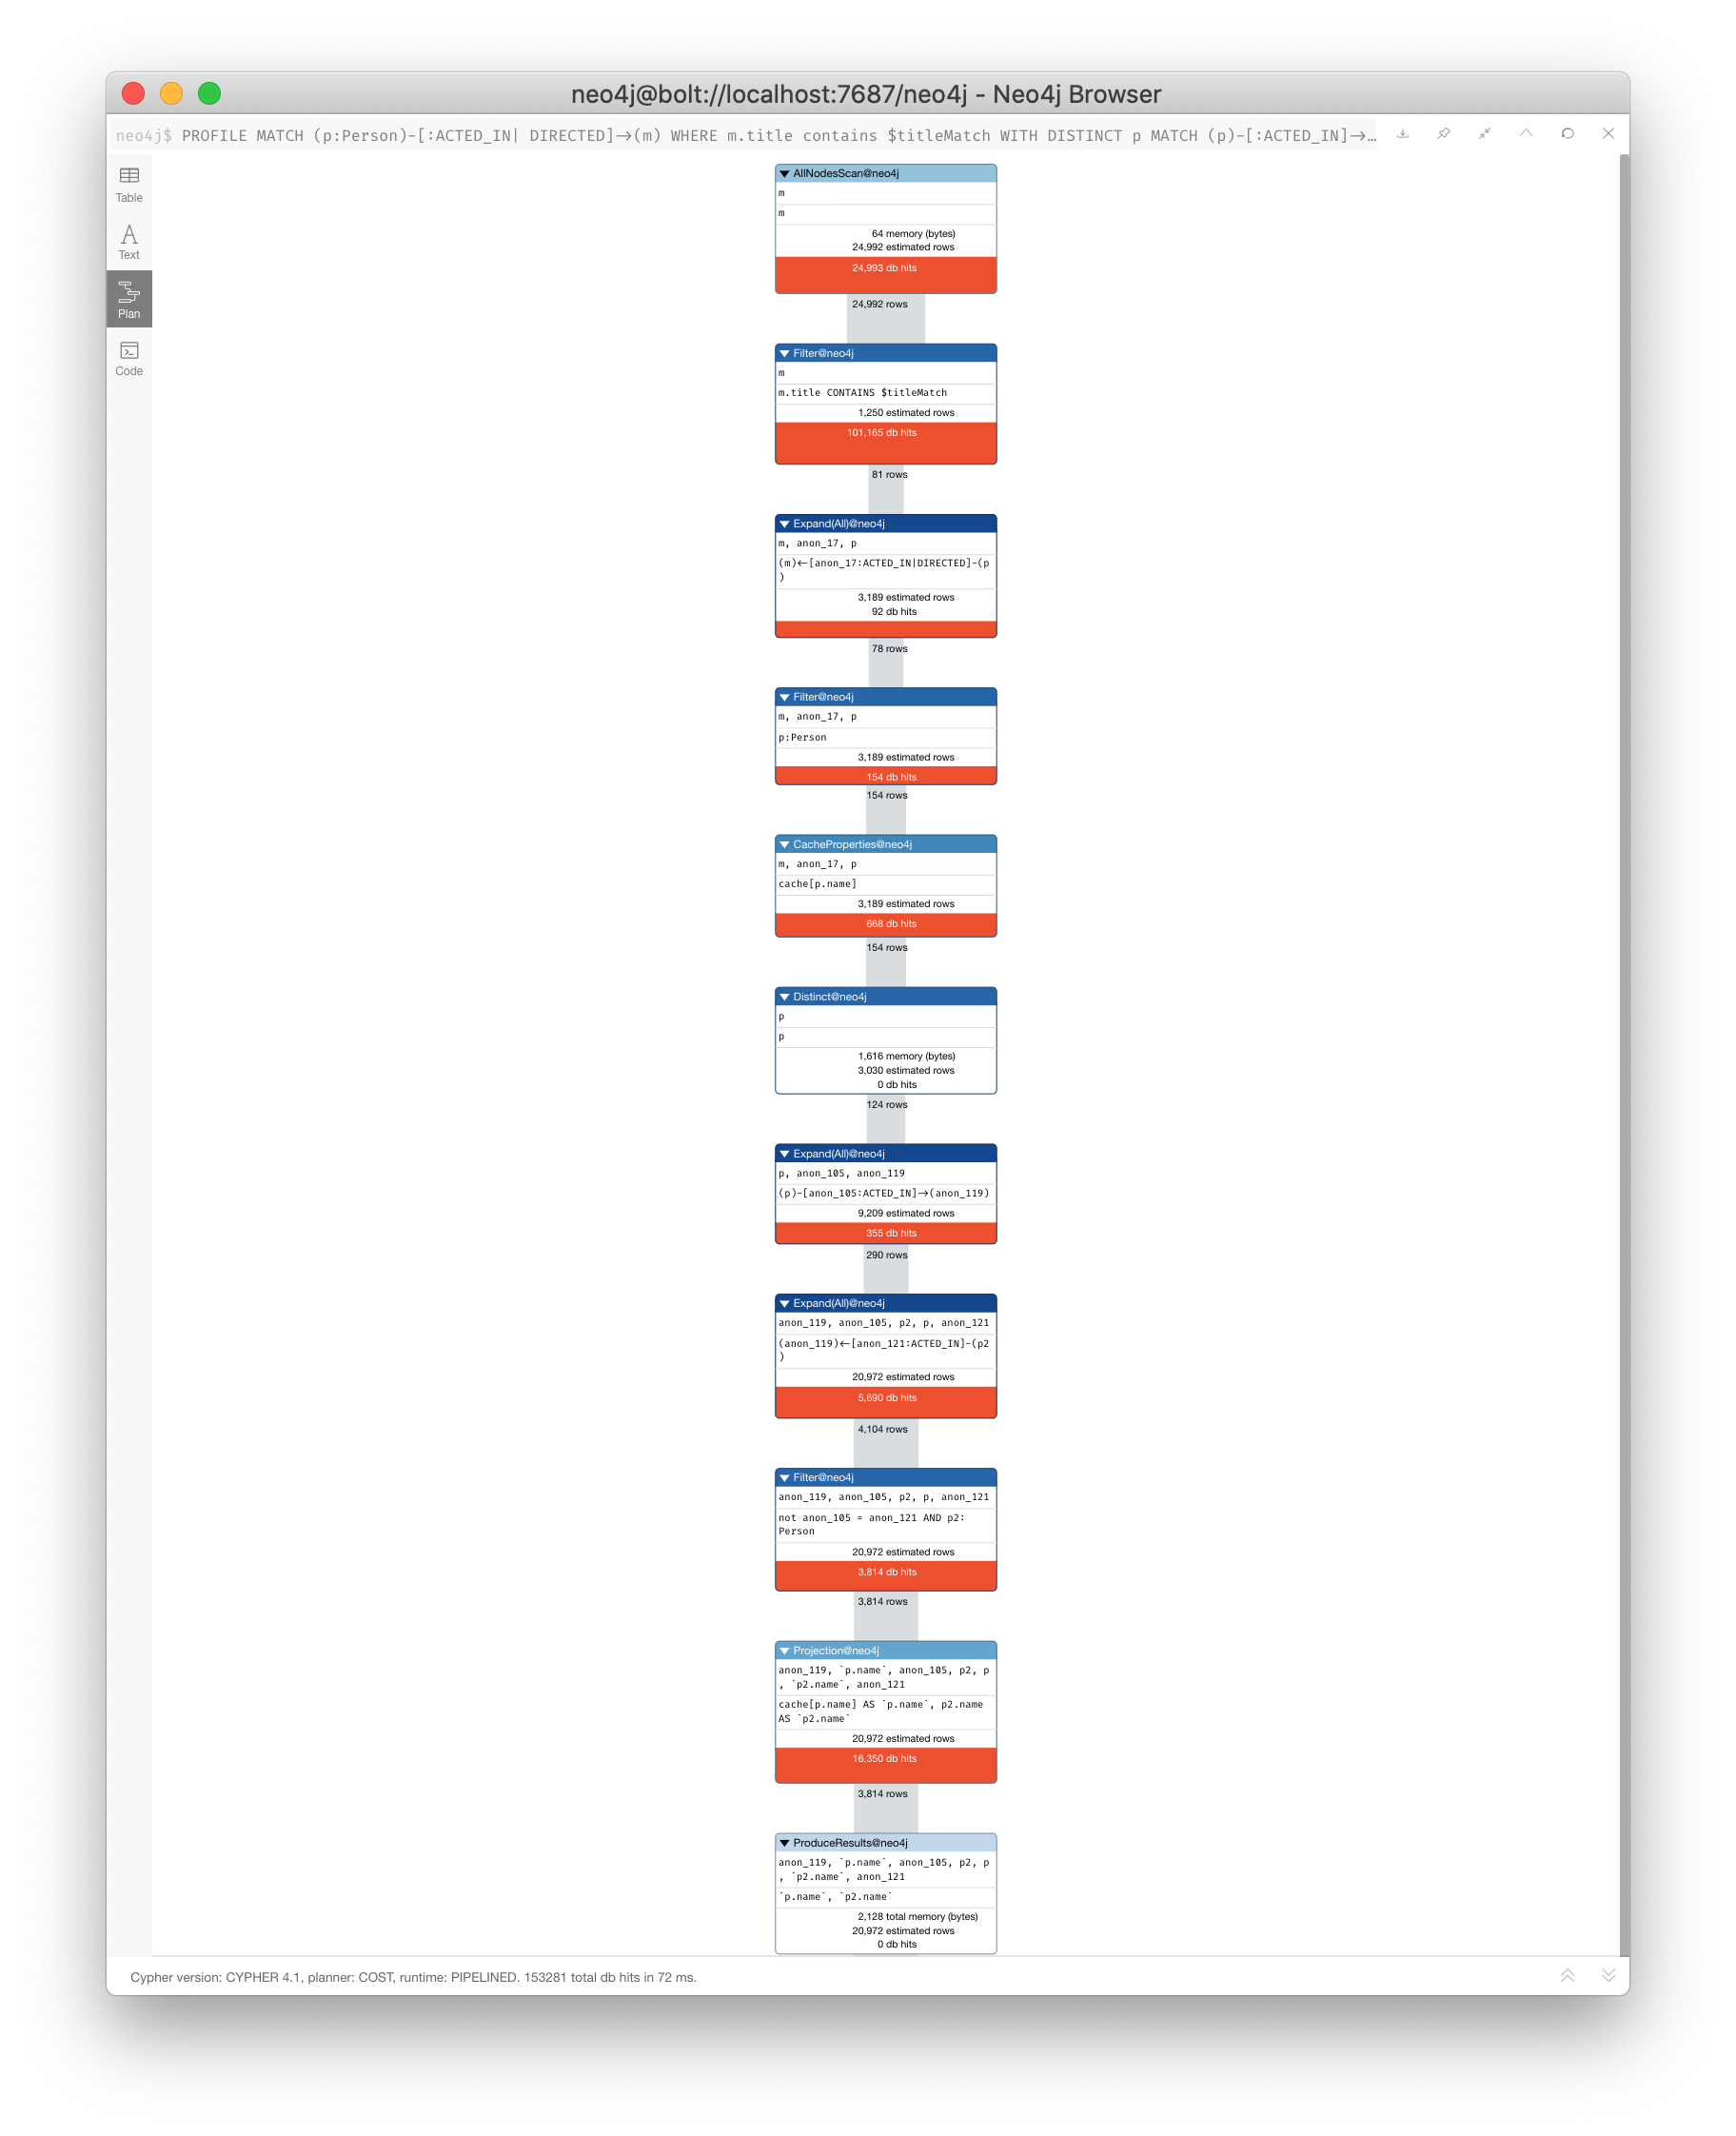 neo4j@bolt://localhost:7687/neo4j - Neo4j Browser
neo4j$ PROFILE MATCH (p:Person)-[:ACTED_IN| DIRECTED]→(m) WHERE m.title contains $titleMatch WITH DISTINCT p MATCH (p)-[:ACTED_IN]→…
Table
Text
Plan
Code
AllNodesScan@neo4j
m
m
64 memory (bytes)
24,992 estimated rows
24,993 db hits
24,992 rows
Filter@neo4j
m
m.title CONTAINS $titleMatch
1,250 estimated rows
101,165 db hits
81 rows
Expand(All)@neo4j
m, anon_17, p
(m)←[anon_17:ACTED_IN|DIRECTED]-(p
)
3,189 estimated rows
92 db hits
78 rows
Filter@neo4j
m, anon_17, p
p:Person
3,189 estimated rows
154 db hits
154 rows
CacheProperties@neo4j
m, anon_17, p
cache[p.name]
3,189 estimated rows
668 db hits
154 rows
Distinct@neo4j
p
p
1,616 memory (bytes)
3,030 estimated rows
0 db hits
124 rows
Expand(All)@neo4j
p, anon_105, anon_119
(p)-[anon_105:ACTED_IN]→(anon_119)
9,209 estimated rows
355 db hits
290 rows
Expand(All)@neo4j
anon_119, anon_105, p2, p, anon_121
(anon_119)←[anon_121:ACTED_IN]-(p2
)
20,972 estimated rows
5,690 db hits
4,104 rows
Filter@neo4j
anon_119, anon_105, p2, p, anon_121
not anon_105 = anon_121 AND p2:
Person
20,972 estimated rows
3,814 db hits
3,814 rows
Projection@neo4j
anon_119, `p.name`, anon_105, p2, p
, `p2.name`, anon_121
cache[p.name] AS `p.name`, p2.name
AS `p2.name`
20,972 estimated rows
16,350 db hits
3,814 rows
ProduceResults@neo4j
anon_119, `p.name`, anon_105, p2, p
, `p2.name`, anon_121
`p.name`, `p2.name`
2,128 total memory (bytes)
20,972 estimated rows
0 db hits
Cypher version: CYPHER 4.1, planner: COST, runtime: PIPELINED. 153281 total db hits in 72 ms.